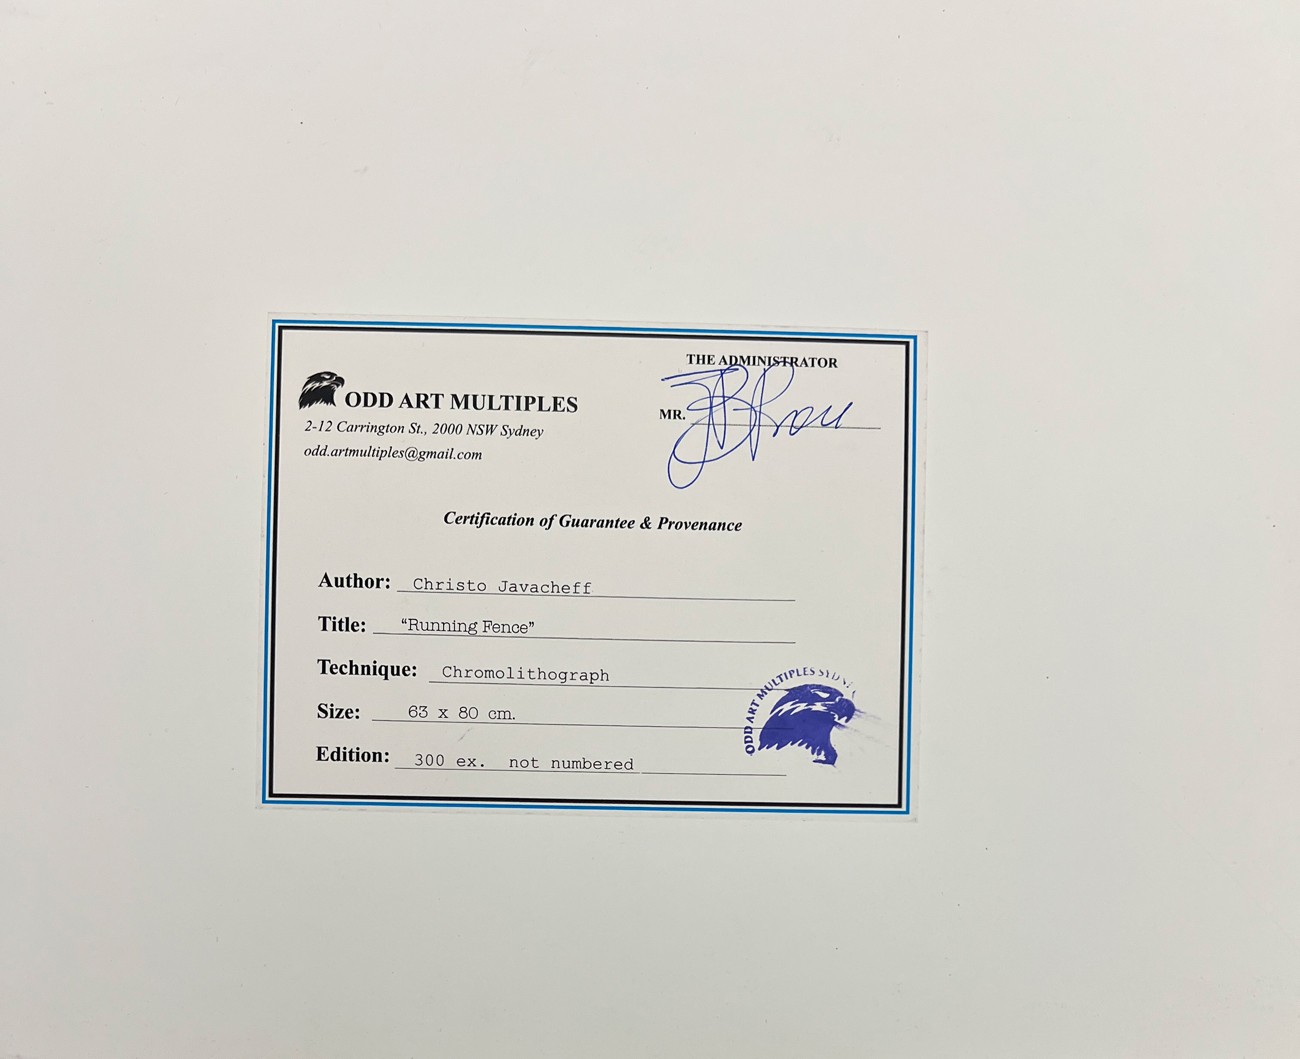 THE ADMINISTRATOR
ODD ART MULTIPLES
MR.
2-12 Carrington St., 2000 NSW Sydney
odd.artmultiples@gmail.com
Certification of Guarantee & Provenance
Author: Christo Javacheff
Title: “Running Fence”
Technique: Chromolithograph
Size: 63 x 80 cm.
Edition: 300 ex. not numbered
ODD ART MULTIPLES